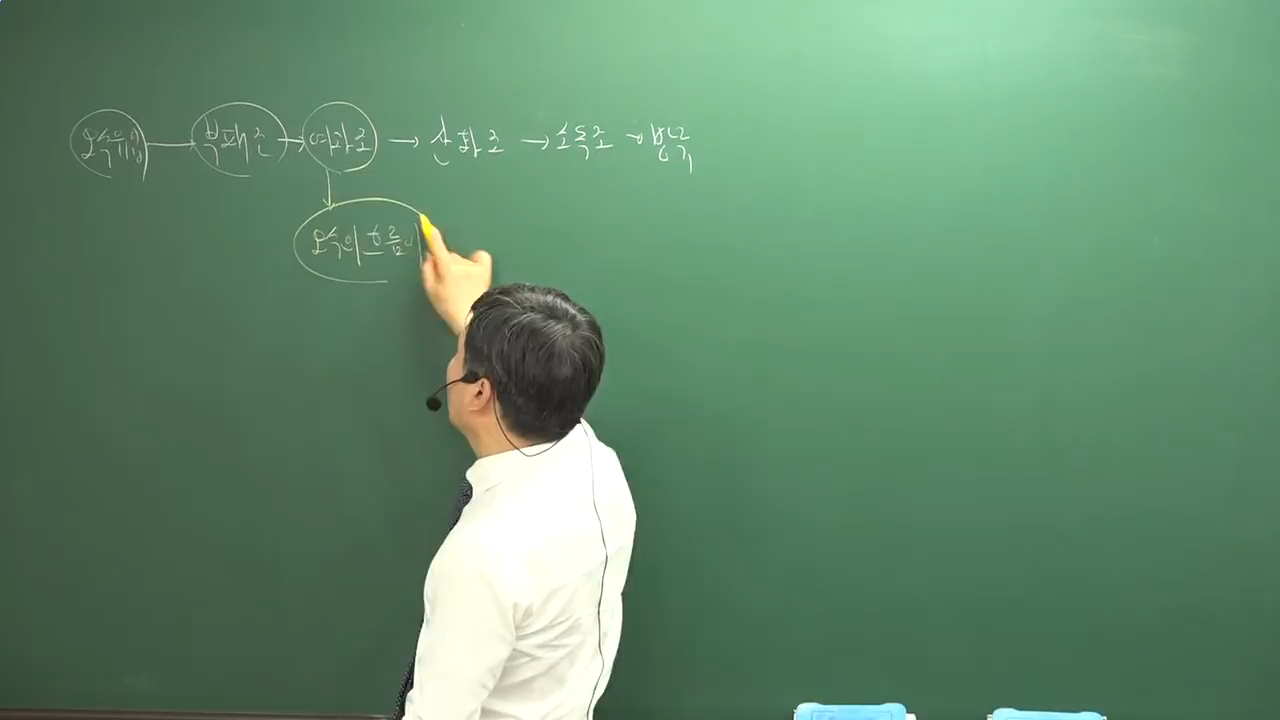 오수유입 — 부패조 → 여과조 → 산화조 → 소독조 → 방류
오수의 흐름이